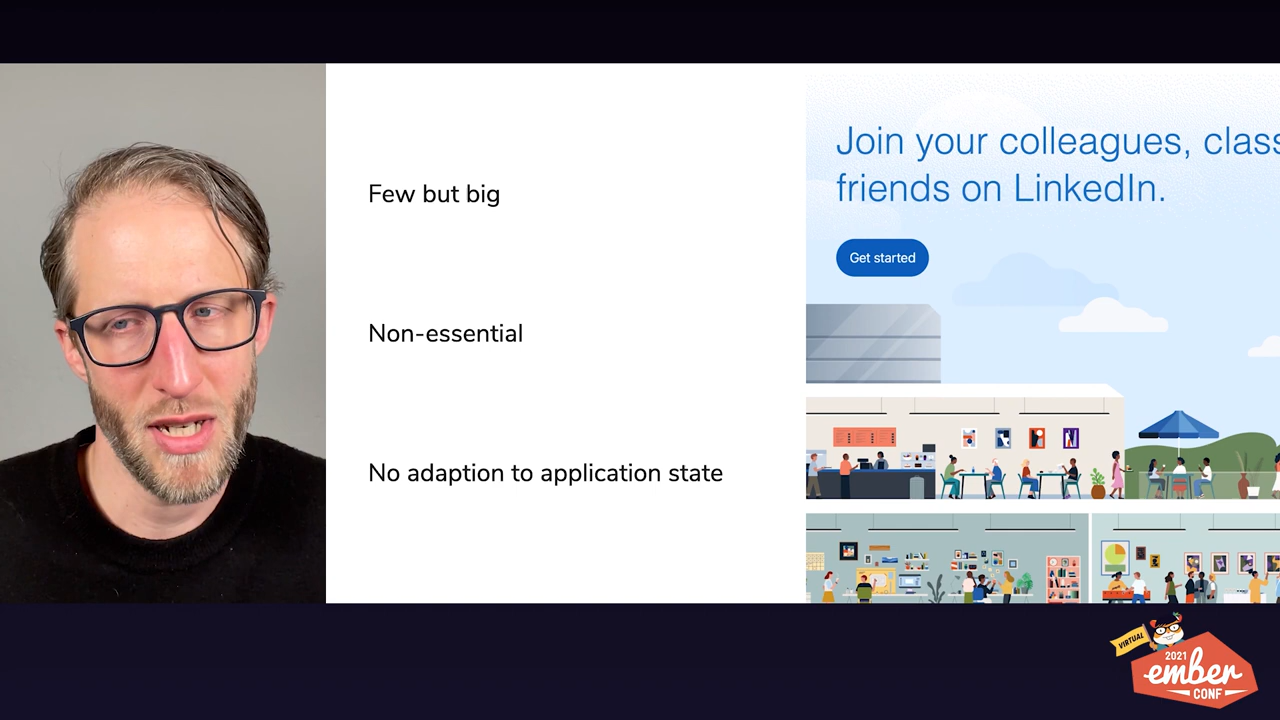 Few but big
Non-essential
No adaption to application state
Join your colleagues, class
friends on LinkedIn.
Get started
VIRTUAL
2021
ember
CONF